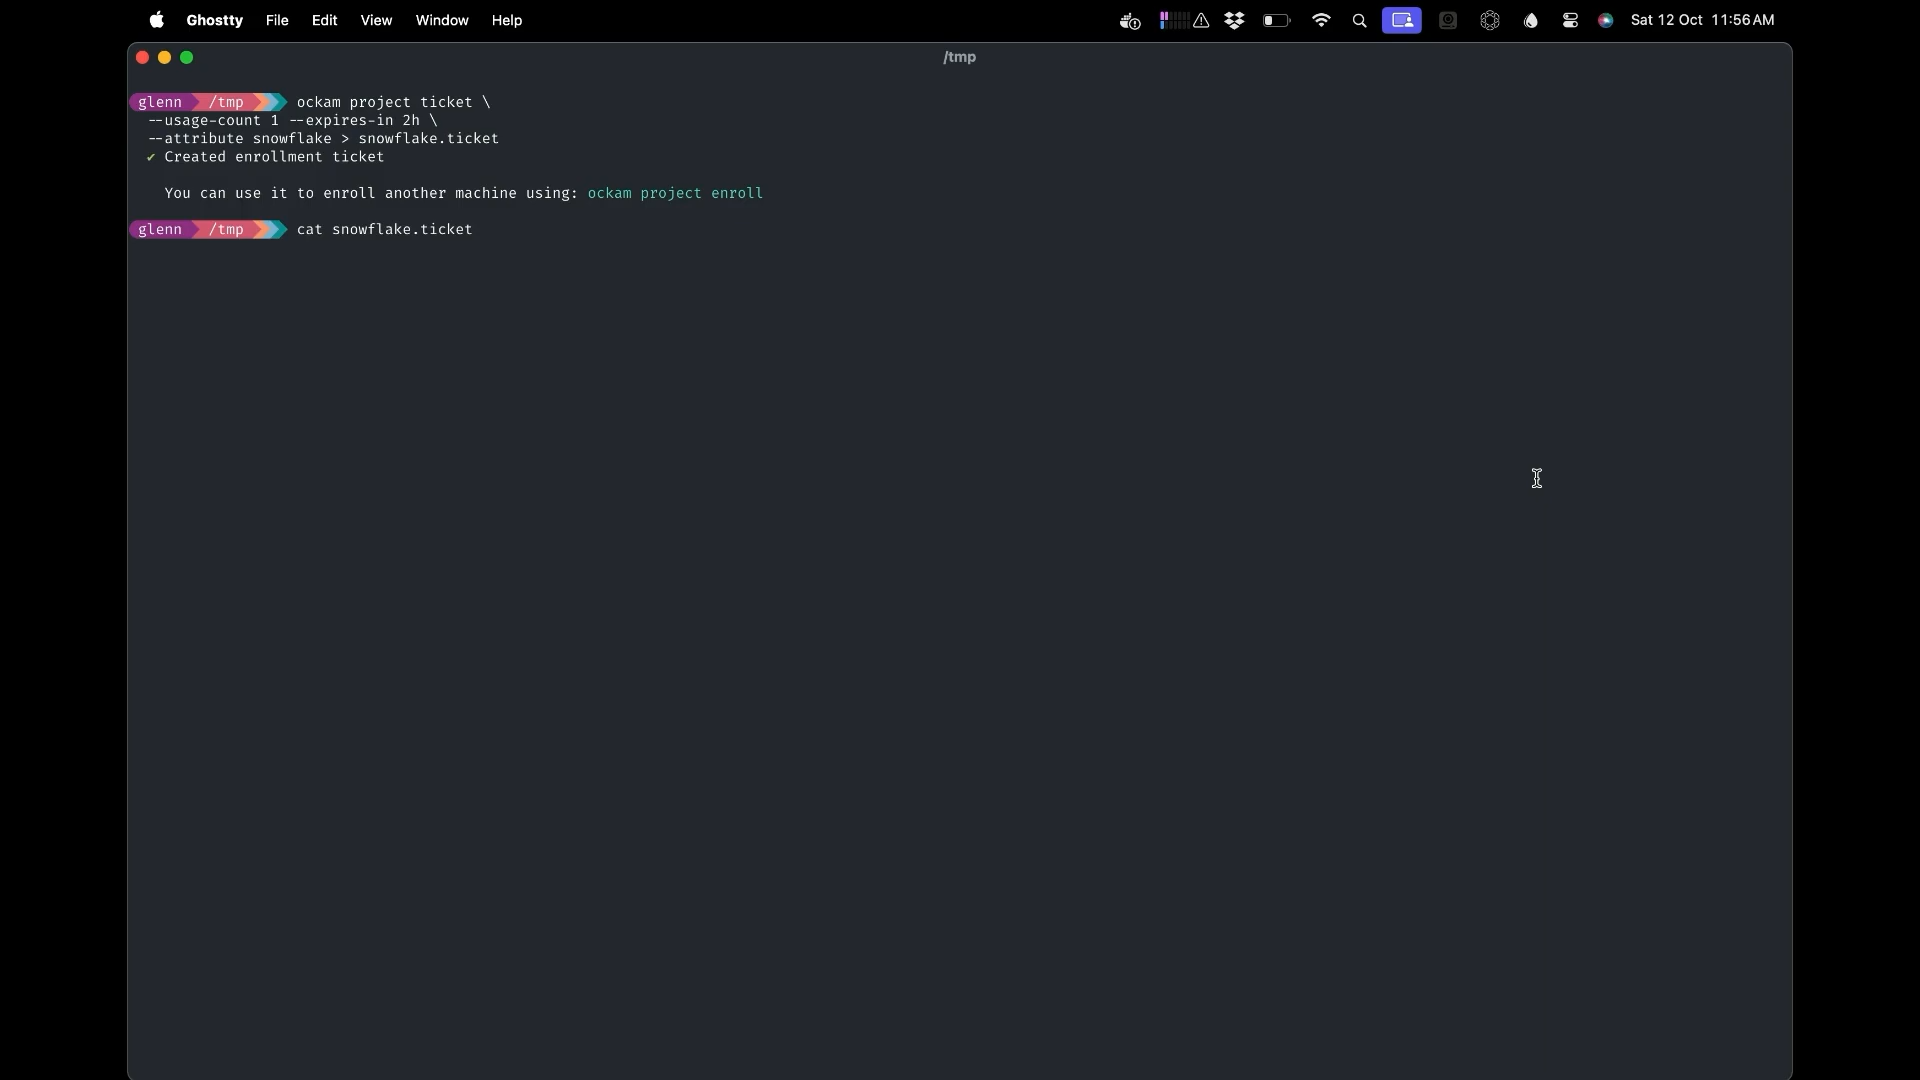 Ghostty File Edit View Window Help Sat 12 Oct 11:56AM
/tmp
glenn /tmp ockam project ticket \
--usage-count 1 --expires-in 2h \
--attribute snowflake > snowflake.ticket
✔ Created enrollment ticket
You can use it to enroll another machine using: ockam project enroll
glenn /tmp cat snowflake.ticket